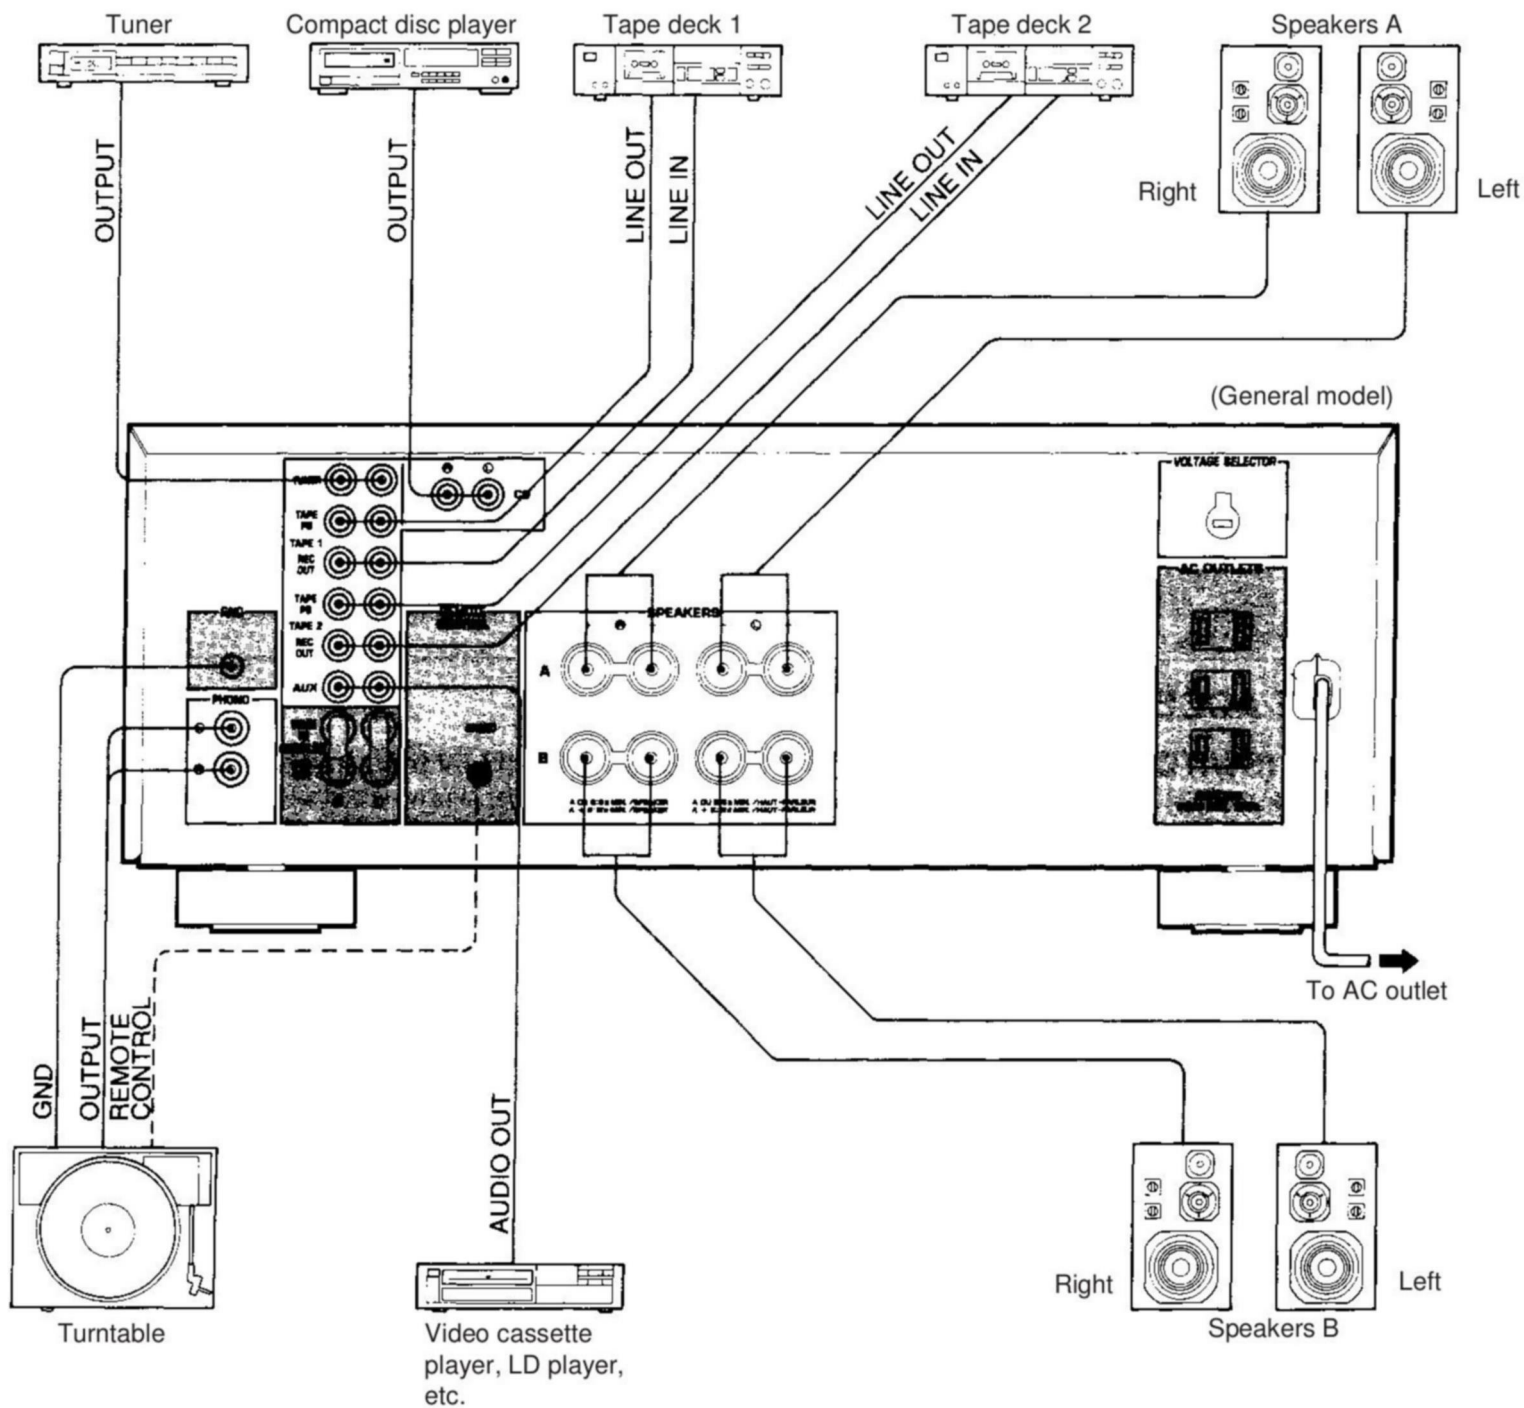 Tuner
Compact disc player
Tape deck 1
Tape deck 2
Speakers A
OUTPUT
OUTPUT
LINE OUT
LINE IN
LINE OUT
LINE IN
Right
Left
(General model)
VOLTAGE SELECTOR
TUNER
R
L
CD
TAPE
PB
TAPE 1
REC
OUT
AC OUTLETS
TAPE
PB
TAPE 2
REC
OUT
GND
SPEAKERS
R
L
A
AUX
PHONO
L
R
B
To AC outlet
GND
OUTPUT
REMOTE
CONTROL
AUDIO OUT
Right
Left
Speakers B
Turntable
Video cassette
player, LD player,
etc.